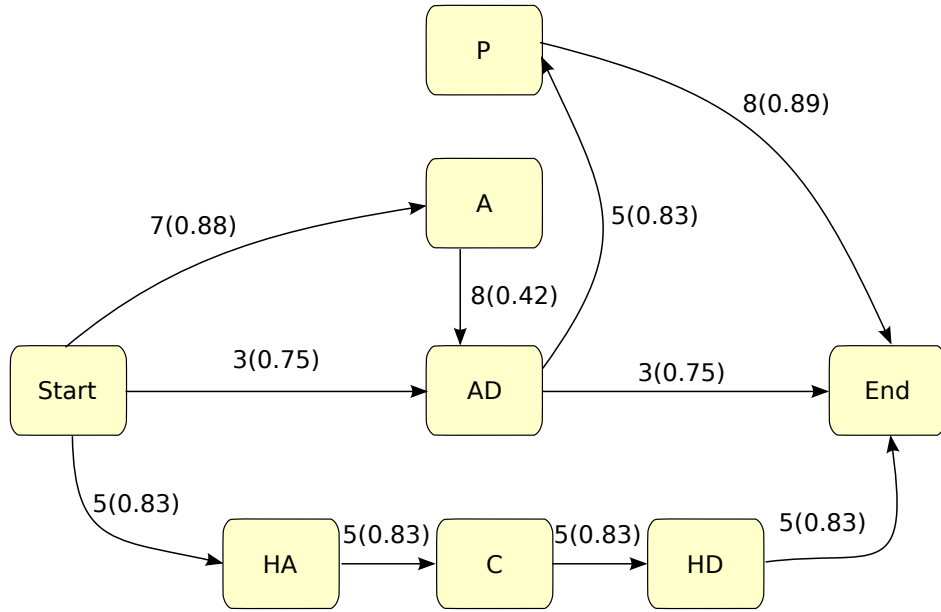 P
8(0.89)
A
7(0.88)
5(0.83)
8(0.42)
3(0.75)
3(0.75)
Start
AD
End
5(0.83)
5(0.83)
5(0.83)
5(0.83)
HA
C
HD